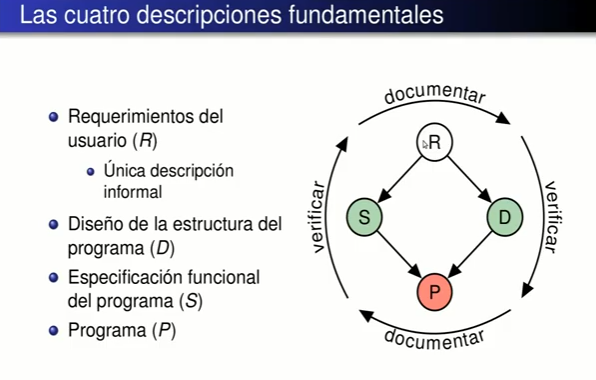 Las cuatro descripciones fundamentales
Requerimientos del
usuario (R)
Única descripción
informal
Diseño de la estructura del
programa (D)
Especificación funcional
del programa (S)
Programa (P)
documentar
R
verificar
S
D
verificar
P
documentar